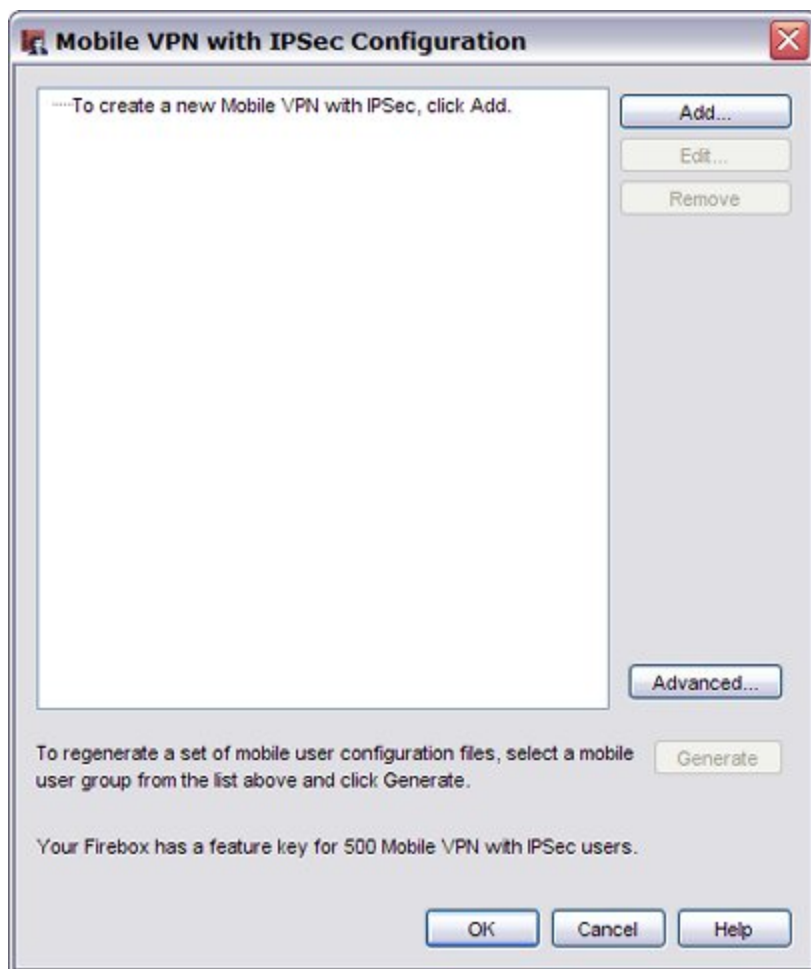 Mobile VPN with IPSec Configuration
To create a new Mobile VPN with IPSec, click Add.
Add...
Edit...
Remove
Advanced...
To regenerate a set of mobile user configuration files, select a mobile
user group from the list above and click Generate.
Generate
Your Firebox has a feature key for 500 Mobile VPN with IPSec users.
OK
Cancel
Help